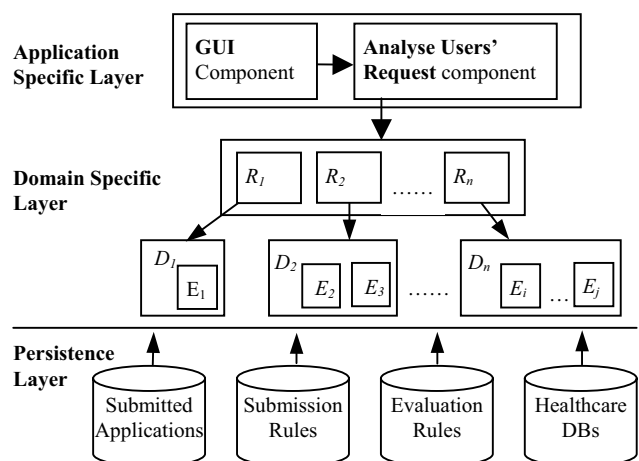 Application
Specific Layer
GUI
Component
Analyse Users'
Request component
Domain Specific
Layer
R1 R2 ...... Rn
D1 E1
D2 E2 E3
......
Dn Ei ... Ej
Persistence
Layer
Submitted
Applications
Submission
Rules
Evaluation
Rules
Healthcare
DBs